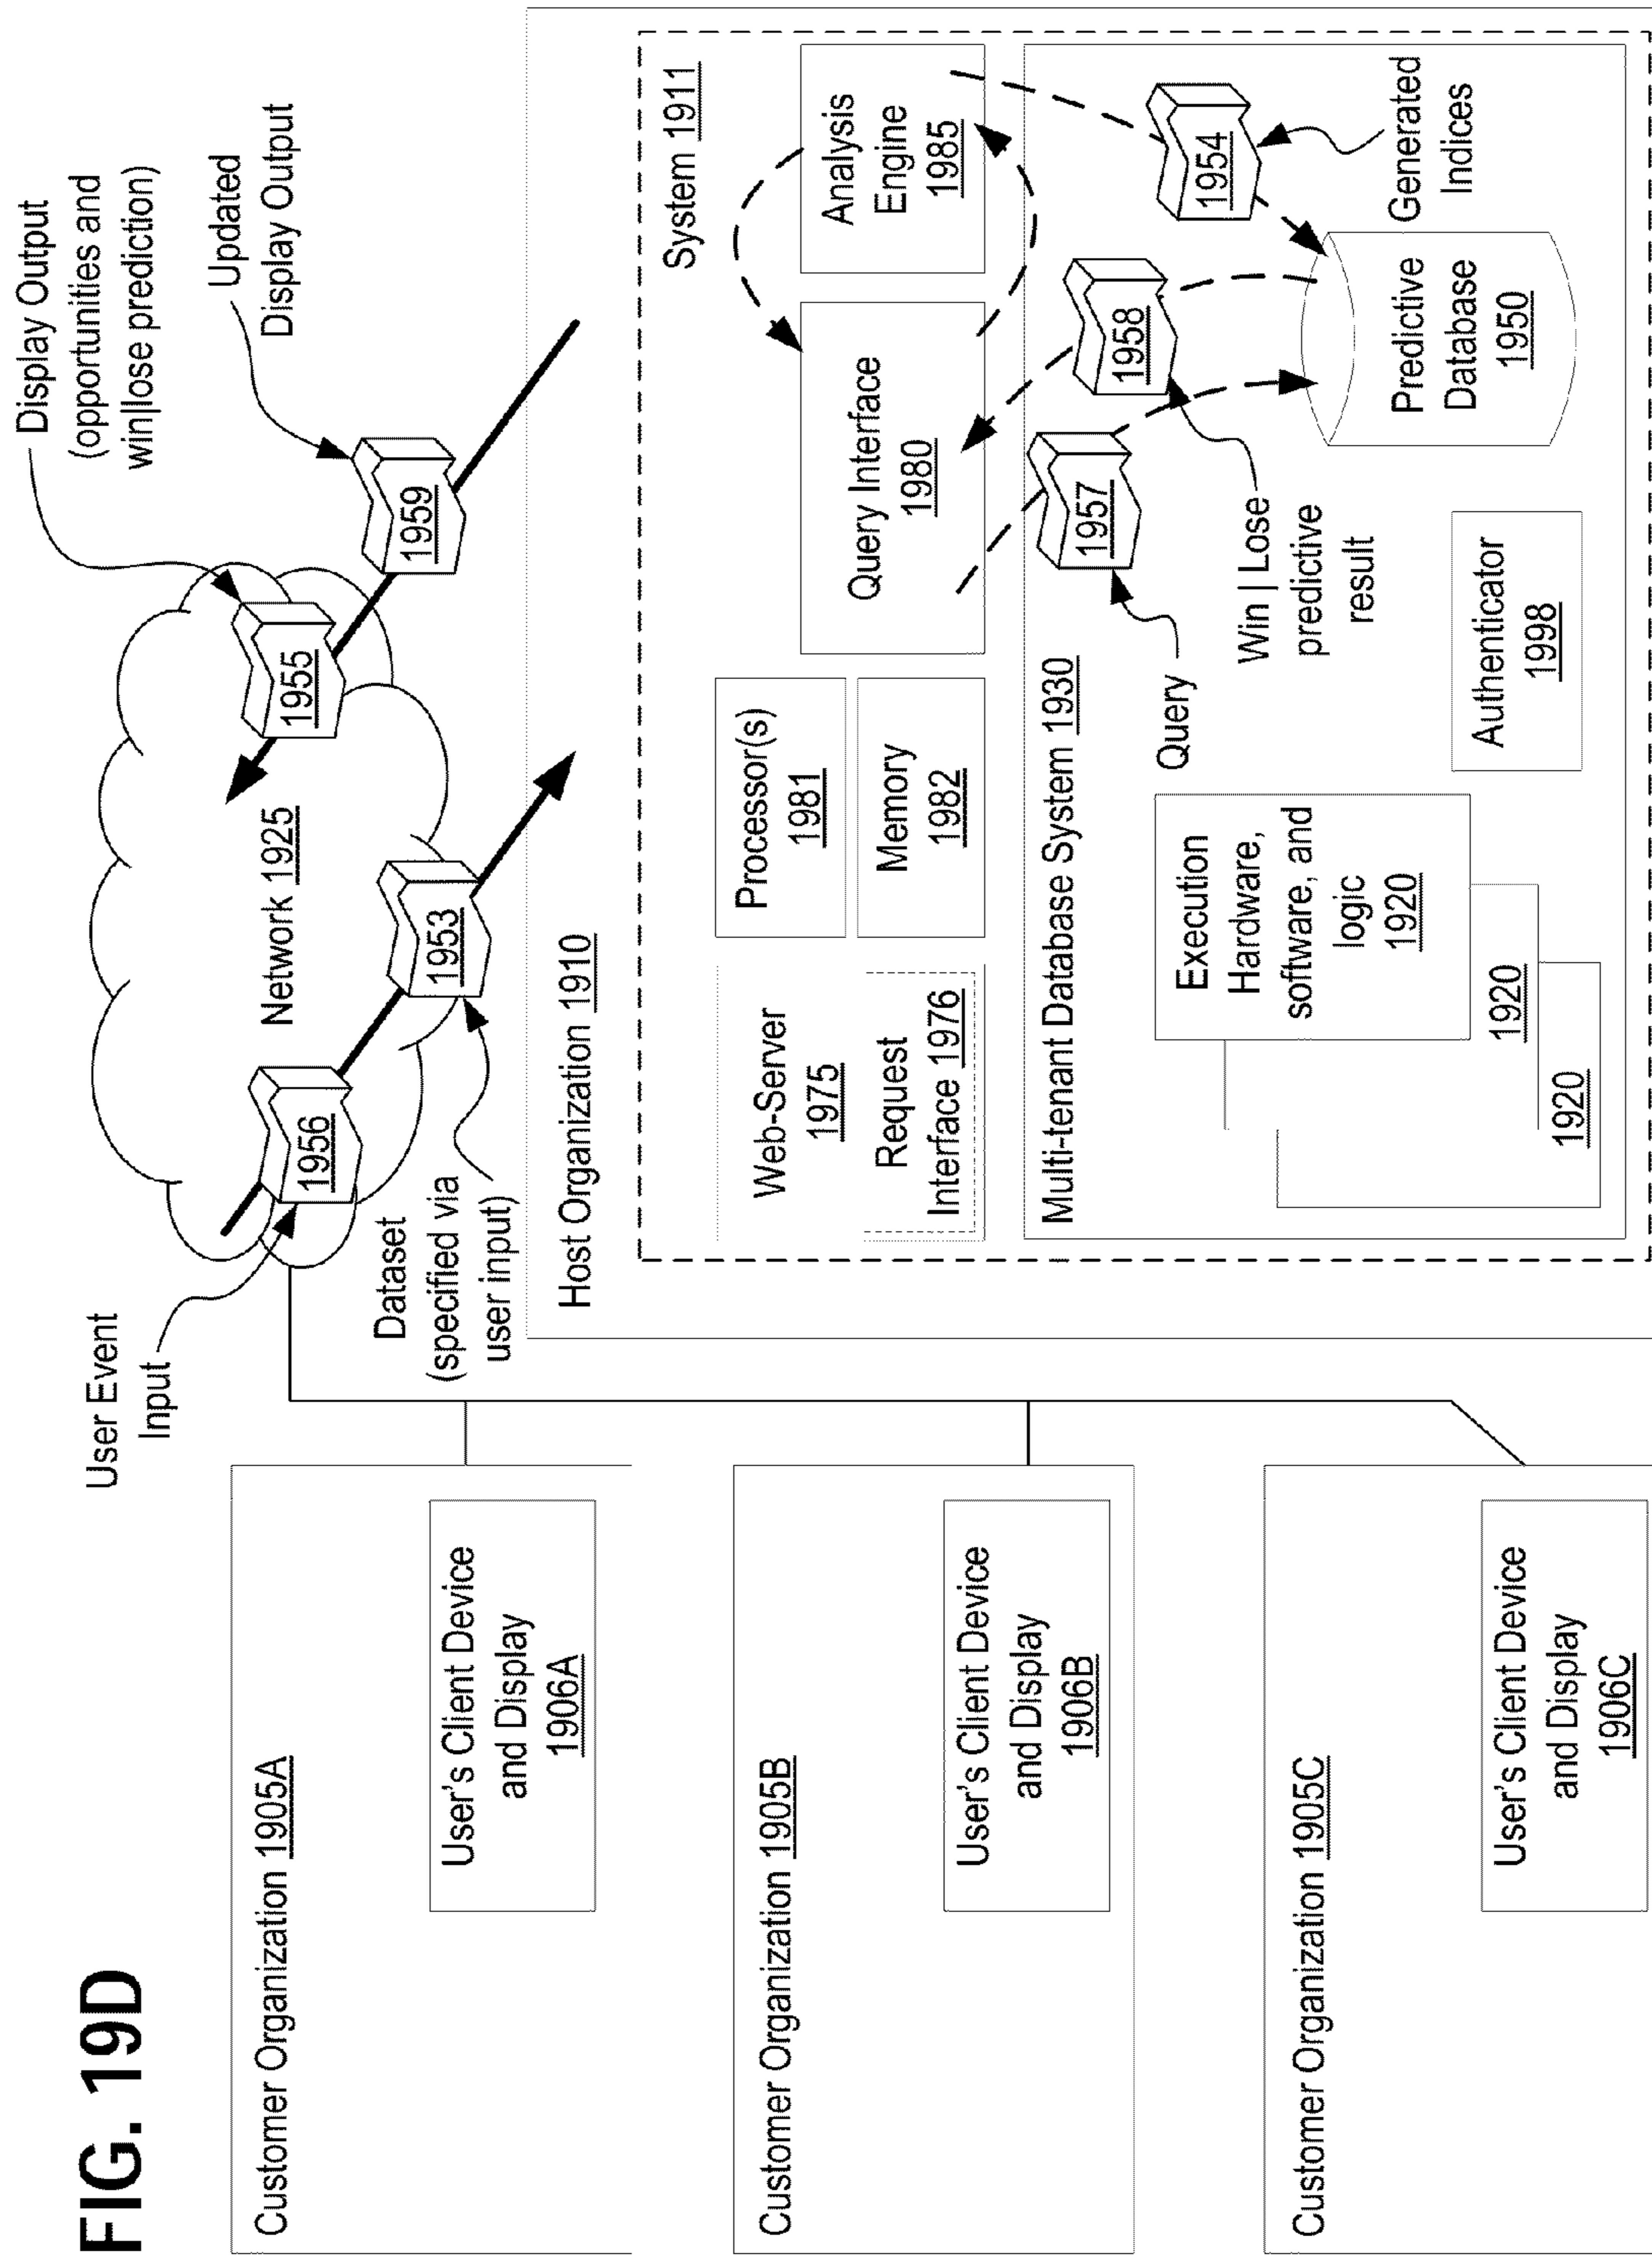 FIG. 19D
Customer Organization 1905A
User's Client Device
and Display
1906A
Customer Organization 1905B
User's Client Device
and Display
1906B
Customer Organization 1905C
User's Client Device
and Display
1906C
User Event
Input
1956
Dataset
(specified via
user input)
1953
Network 1925
Display Output
(opportunities and
win|lose prediction)
1955
Updated
Display Output
1959
Host Organization 1910
System 1911
Web-Server
1975
Request
Interface 1976
Processor(s)
1981
Memory
1982
Query Interface
1980
Analysis
Engine
1985
Multi-tenant Database System 1930
Execution
Hardware,
software, and
logic
1920
1920
1920
Query
1957
Win | Lose
predictive
result
1958
1954
Generated
Indices
Predictive
Database
1950
Authenticator
1998